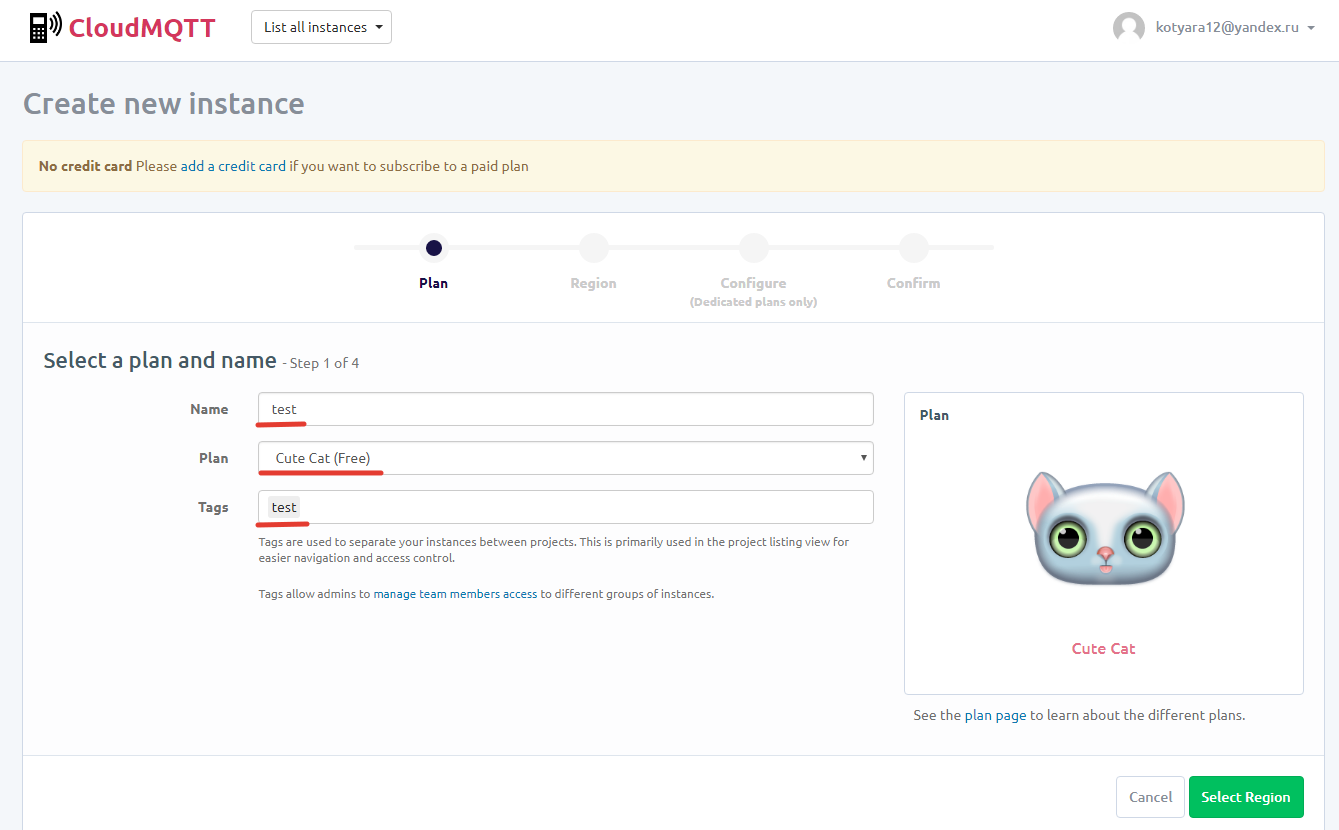 CloudMQTT
List all instances
kotyara12@yandex.ru
Create new instance
No credit card Please add a credit card if you want to subscribe to a paid plan
Plan
Region
Configure
(Dedicated plans only)
Confirm
Select a plan and name - Step 1 of 4
Name
test
Plan
Cute Cat (Free)
Tags
test
Tags are used to separate your instances between projects. This is primarily used in the project listing view for
easier navigation and access control.
Tags allow admins to manage team members access to different groups of instances.
Plan
Cute Cat
See the plan page to learn about the different plans.
Cancel
Select Region